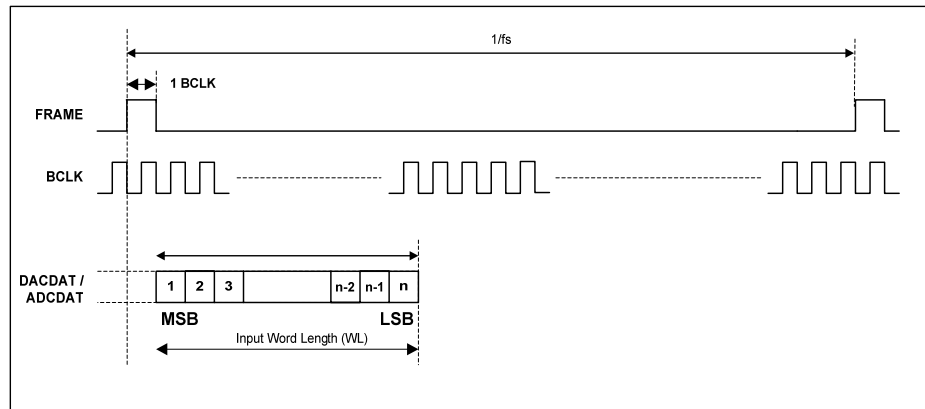 1/fs
1 BCLK
FRAME
BCLK
DACDAT /
ADCDAT
1 2 3 n-2 n-1 n
MSB LSB
Input Word Length (WL)